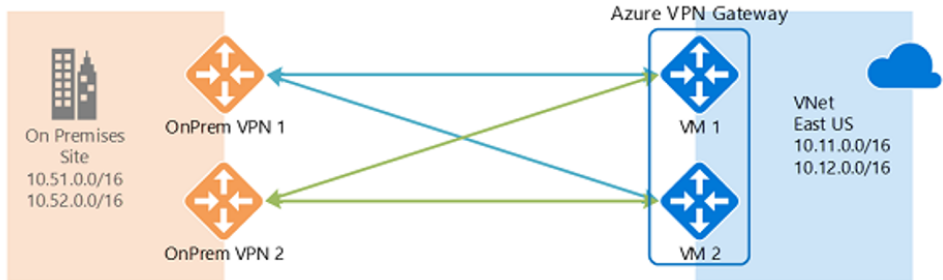 Azure VPN Gateway
On Premises
Site
10.51.0.0/16
10.52.0.0/16
OnPrem VPN 1
VM 1
VNet
East US
10.11.0.0/16
10.12.0.0/16
OnPrem VPN 2
VM 2